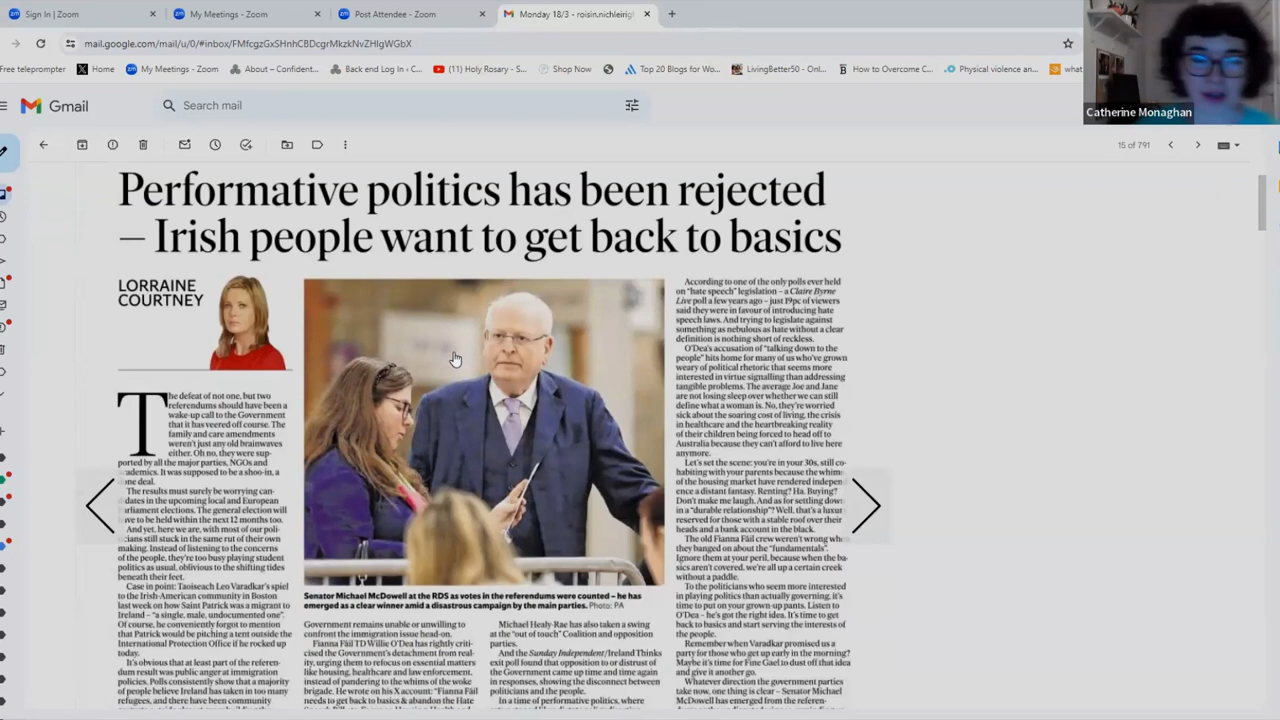 Sign In | Zoom
My Meetings - Zoom
Post Attendee - Zoom
Monday 18/3 - roisin.nichleirigh
mail.google.com/mail/u/0/#inbox/FMfcgzGxSHnhCBDcgrMkzkNvZHlgWGbX
Free teleprompter
Home
My Meetings - Zoom
About – Confident...
Back end Log In ‹ C...
(11) Holy Rosary - S...
Shop Now
Top 20 Blogs for Wo...
LivingBetter50 - Onl...
How to Overcome C...
Physical violence an...
what
Catherine Monaghan
Gmail
Search mail
15 of 791
Performative politics has been rejected
– Irish people want to get back to basics
LORRAINE
COURTNEY
The defeat of not one, but two
referendums should have been a
wake-up call to the Government
that it has veered off course. The
family and care amendments
weren't just any old brainwaves
either. Oh no, they were sup-
ported by all the major parties, NGOs and
academics. It was supposed to be a shoo-in, a
done deal.
The results must surely be worrying can-
didates in the upcoming local and European
Parliament elections. The general election will
have to be held within the next 12 months too.
And yet, here we are, with most of our poli-
ticians still stuck in the same rut of their own
making. Instead of listening to the concerns
of the people, they're too busy playing student
politics as usual, oblivious to the shifting tides
beneath their feet.
Case in point: Taoiseach Leo Varadkar's spiel
to the Irish-American community in Boston
last week on how Saint Patrick was a migrant to
Ireland – "a single, male, undocumented one".
Of course, he conveniently forgot to mention
that Patrick would be pitching a tent outside the
International Protection Office if he rocked up
today.
It's obvious that at least part of the referen-
dum result was public anger at immigration
policies. Polls consistently show that a majority
of people believe Ireland has taken in too many
refugees, and there have been community
Senator Michael McDowell at the RDS as votes in the referendums were counted – he has
emerged as a clear winner amid a disastrous campaign by the main parties. Photo: PA
Government remains unable or unwilling to
confront the immigration issue head-on.
Fianna Fáil TD Willie O'Dea has rightly criti-
cised the Government's detachment from real-
ity, urging them to refocus on essential matters
like housing, healthcare and law enforcement,
instead of pandering to the whims of the woke
brigade. He wrote on his X account: "Fianna Fáil
needs to get back to basics & abandon the Hate
Michael Healy-Rae has also taken a swing
at the "out of touch" Coalition and opposition
parties.
And the Sunday Independent/Ireland Thinks
exit poll found that opposition to or distrust of
the Government came up time and time again
in responses, showing the disconnect between
politicians and the people.
In a time of performative politics, where
According to one of the only polls ever held
on "hate speech" legislation – a Claire Byrne
Live poll a few years ago – just 19pc of viewers
said they were in favour of introducing hate
speech laws. And trying to legislate against
something as nebulous as hate without a clear
definition is nothing short of reckless.
O'Dea's accusation of "talking down to the
people" hits home for many of us who've grown
weary of political rhetoric that seems more
interested in virtue signalling than addressing
tangible problems. The average Joe and Jane
are not losing sleep over whether we can still
define what a woman is. No, they're worried
sick about the soaring cost of living, the crisis
in healthcare and the heartbreaking reality
of their children being forced to head off to
Australia because they can't afford to live here
anymore.
Let's set the scene: you're in your 30s, still co-
habiting with your parents because the whims
of the housing market have rendered independ
ence a distant fantasy. Renting? Ha. Buying?
Don't make me laugh. And as for settling down
in a "durable relationship"? Well, that's a luxury
reserved for those with a stable roof over their
heads and a bank account in the black.
The old Fianna Fáil crew weren't wrong when
they banged on about the "fundamentals".
Ignore them at your peril, because when the ba-
sics aren't covered, we're all up a certain creek
without a paddle.
To the politicians who seem more interested
in playing politics than actually governing, it's
time to put on your grown-up pants. Listen to
O'Dea – he's got the right idea. It's time to get
back to basics and start serving the interests of
the people.
Remember when Varadkar promised us a
party for those who get up early in the morning?
Maybe it's time for Fine Gael to dust off that idea
and give it another go.
Whatever direction the government parties
take now, one thing is clear – Senator Michael
McDowell has emerged from the referen-